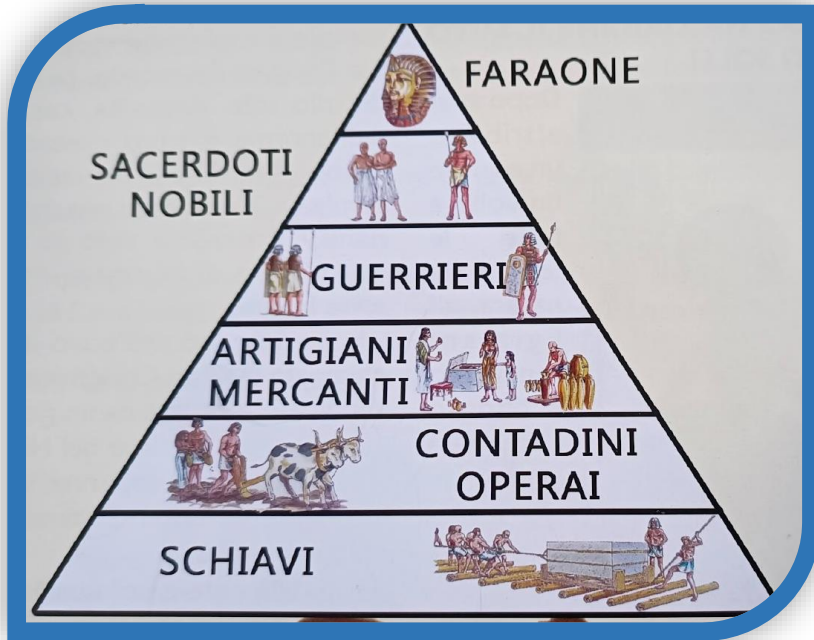 FARAONE
SACERDOTI
NOBILI
GUERRIERI
ARTIGIANI
MERCANTI
CONTADINI
OPERAI
SCHIAVI